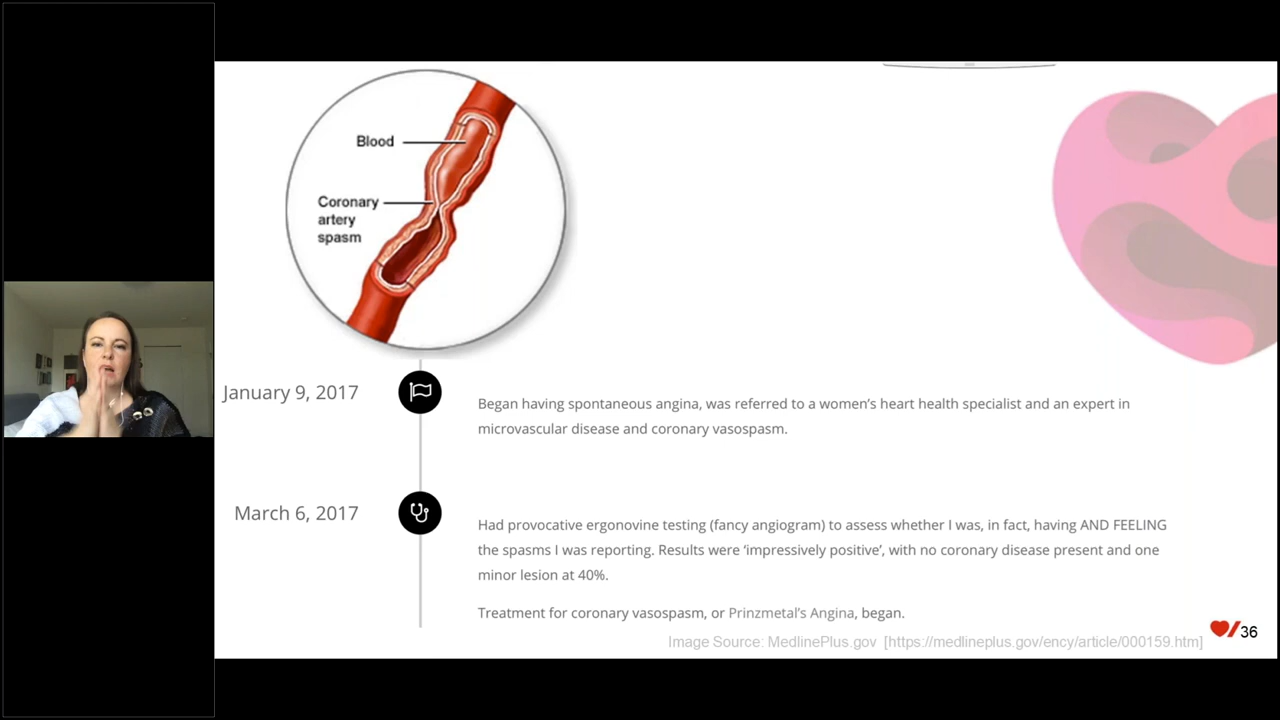 Blood
Coronary
artery
spasm
January 9, 2017
Began having spontaneous angina, was referred to a women’s heart health specialist and an expert in
microvascular disease and coronary vasospasm.
March 6, 2017
Had provocative ergonovine testing (fancy angiogram) to assess whether I was, in fact, having AND FEELING
the spasms I was reporting. Results were ‘impressively positive’, with no coronary disease present and one
minor lesion at 40%.
Treatment for coronary vasospasm, or Prinzmetal’s Angina, began.
Image Source: MedlinePlus.gov [https://medlineplus.gov/ency/article/000159.htm]
36